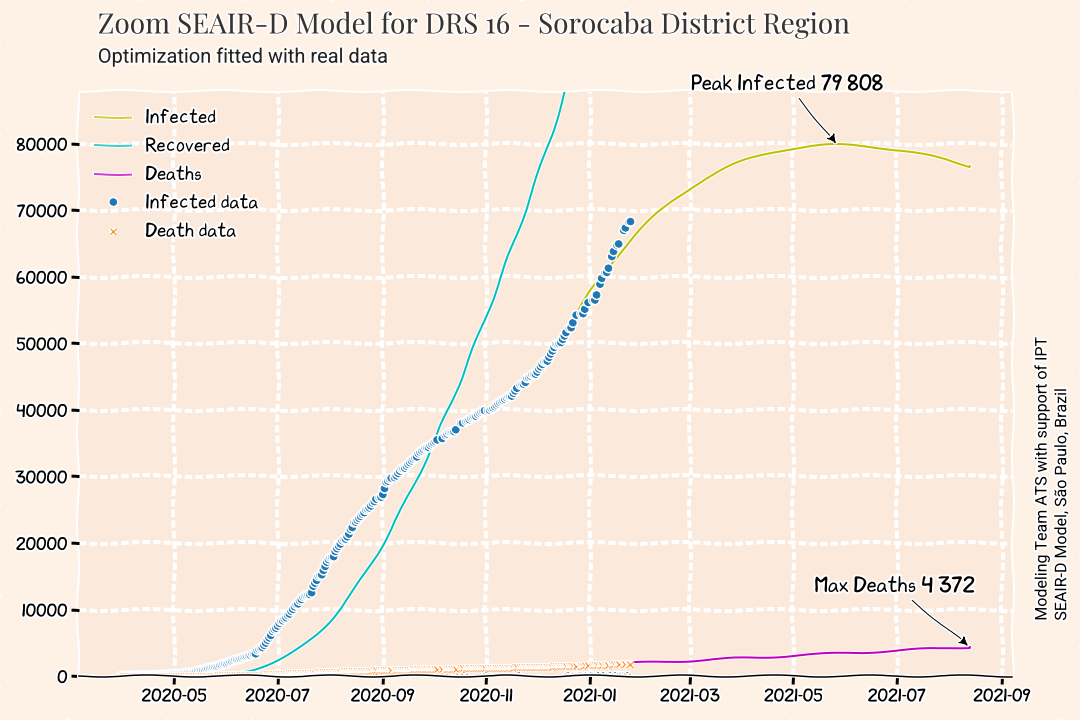 Zoom SEAIR-D Model for DRS 16 - Sorocaba District Region
Optimization fitted with real data
Peak Infected 79 808
Infected
Recovered
Deaths
Infected data
Death data
80000
70000
60000
50000
40000
30000
20000
10000
0
Max Deaths 4 372
2020-05 2020-07 2020-09 2020-11 2021-01 2021-03 2021-05 2021-07 2021-09
Modeling Team ATS with support of IPT
SEAIR-D Model, São Paulo, Brazil